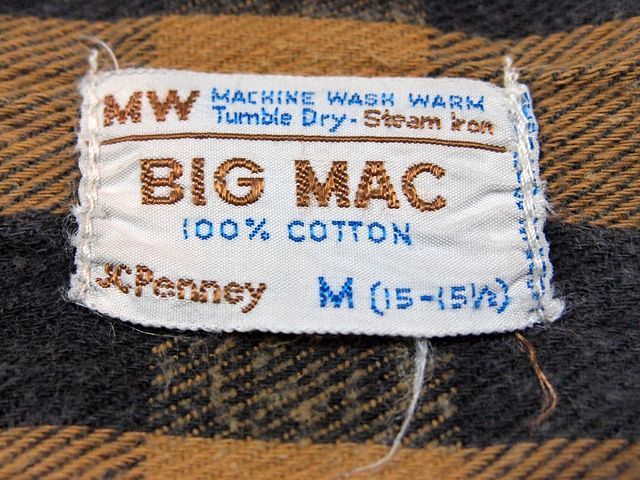 MW MACHINE WASH WARM
Tumble Dry - Steam Iron
BIG MAC
100% COTTON
JCPenney M (15-15½)